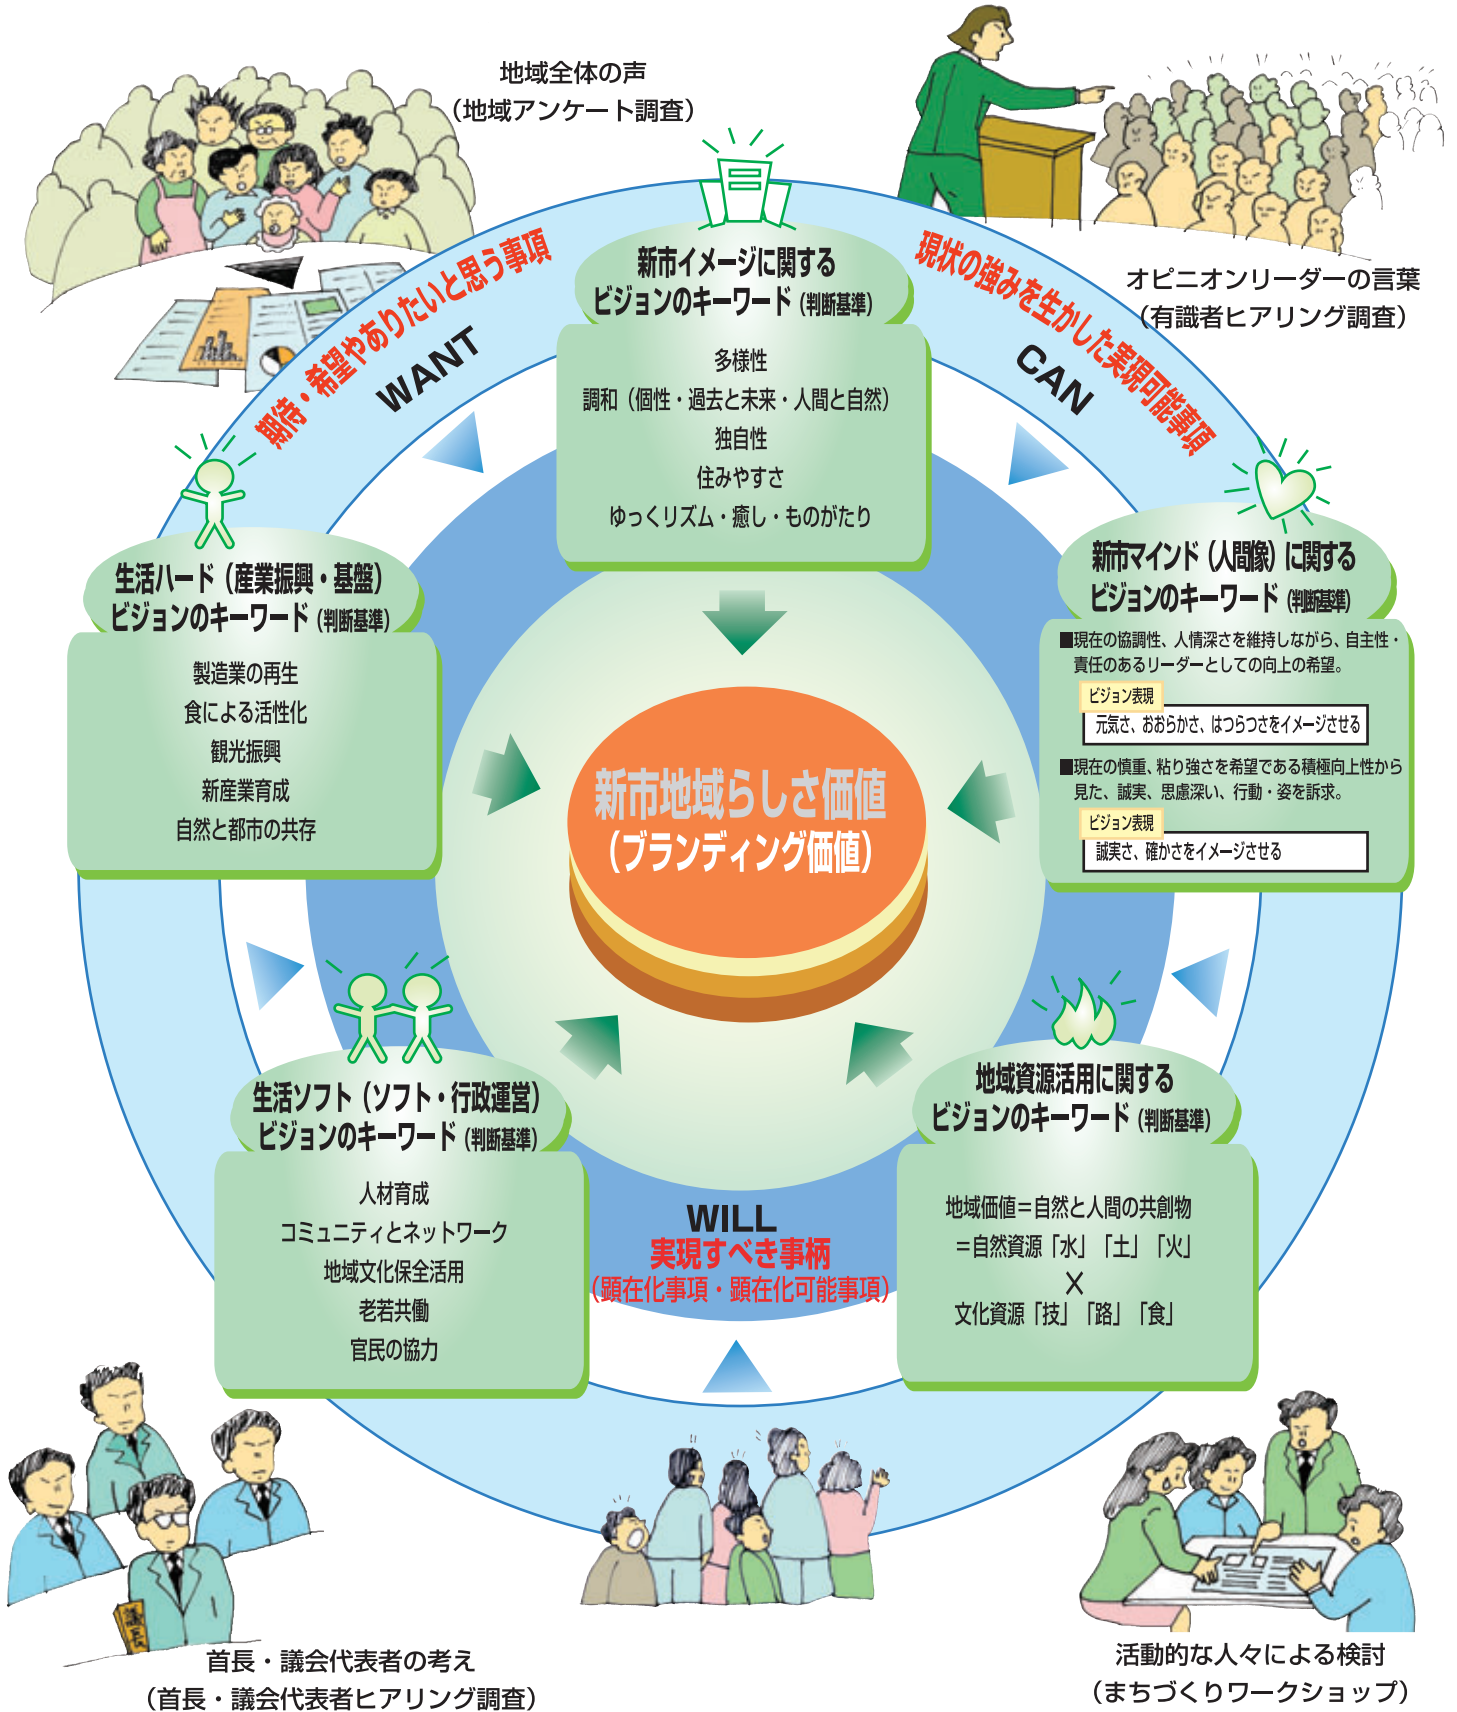 地域全体の声
（地域アンケート調査）
オピニオンリーダーの言葉
（有識者ヒアリング調査）
期待・希望やありたいと思う事項
WANT
現状の強みを生かした実現可能事項
CAN
新市イメージに関する
ビジョンのキーワード（判断基準）
多様性
調和（個性・過去と未来・人間と自然）
独自性
住みやすさ
ゆっくリズム・癒し・ものがたり
生活ハード（産業振興・基盤）
ビジョンのキーワード（判断基準）
製造業の再生
食による活性化
観光振興
新産業育成
自然と都市の共存
新市マインド（人間像）に関する
ビジョンのキーワード（判断基準）
■現在の協調性、人情深さを維持しながら、自主性・
責任のあるリーダーとしての向上の希望。
ビジョン表現
元気さ、おおらかさ、はつらつさをイメージさせる
■現在の慎重、粘り強さを希望である積極向上性から
見た、誠実、思慮深い、行動・姿を訴求。
ビジョン表現
誠実さ、確かさをイメージさせる
新市地域らしさ価値
（ブランディング価値）
生活ソフト（ソフト・行政運営）
ビジョンのキーワード（判断基準）
人材育成
コミュニティとネットワーク
地域文化保全活用
老若共働
官民の協力
地域資源活用に関する
ビジョンのキーワード（判断基準）
地域価値＝自然と人間の共創物
＝自然資源「水」「土」「火」
×
文化資源「技」「路」「食」
WILL
実現すべき事柄
（顕在化事項・顕在化可能事項）
議長
首長・議会代表者の考え
（首長・議会代表者ヒアリング調査）
活動的な人々による検討
（まちづくりワークショップ）